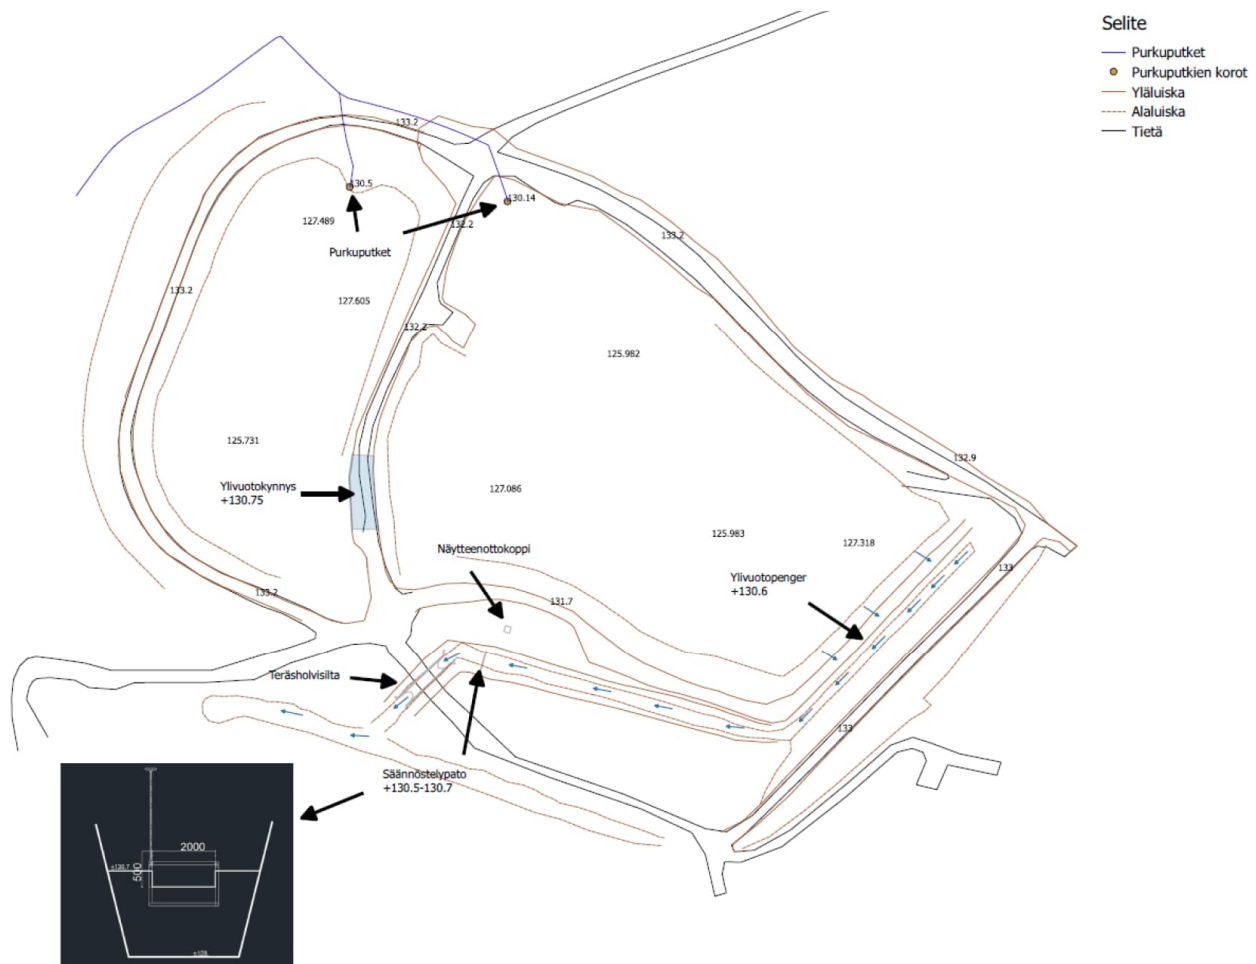 Selite
Purkuputket
Purkuputkien korot
Yläluiska
Alaluiska
Tietä
133.2
130.5
130.14
127.489
132.2
Purkuputket
133.2
133.2
127.605
132.2
125.982
125.731
132.9
Ylivuotokynnys
+130.75
127.086
125.983
127.318
Näytteenottokoppi
133
Ylivuotopenger
+130.6
133.2
131.7
Teräsholvisilta
133
Säännöstelypato
+130.5-130.7
2000
500